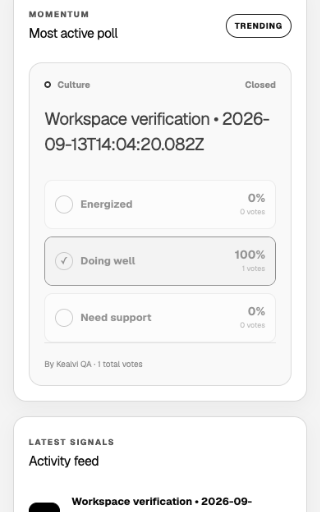 MOMENTUM
Most active poll
TRENDING
Culture
Closed
Workspace verification • 2026-
09-13T14:04:20.082Z
Energized
0%
0 votes
Doing well
100%
1 votes
Need support
0%
0 votes
By Kealvi QA · 1 total votes
LATEST SIGNALS
Activity feed
Workspace verification • 2026-09-